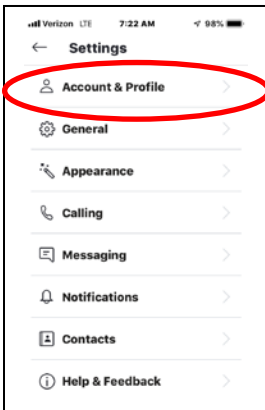 Verizon LTE 7:22 AM 98%
Settings
Account & Profile
General
Appearance
Calling
Messaging
Notifications
Contacts
Help & Feedback